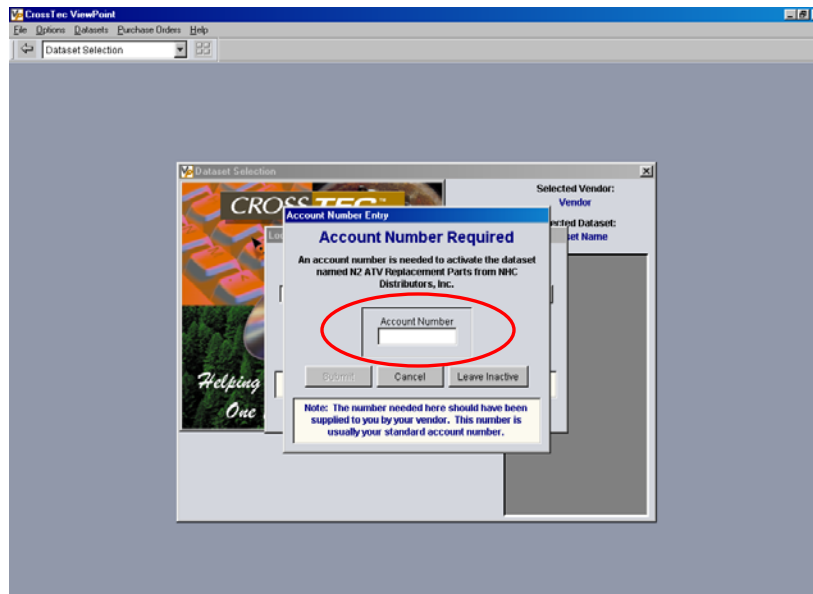 CrossTec ViewPoint
File Options Datasets Purchase Orders Help
Dataset Selection
Dataset Selection
CROSS TEC™
Selected Vendor:
Vendor
Dataset:
Name
Account Number Entry
Account Number Required
An account number is needed to activate the dataset
named N2 ATV Replacement Parts from NHC
Distributors, Inc.
Account Number
Submit Cancel Leave Inactive
Helping
One
Note: The number needed here should have been
supplied to you by your vendor. This number is
usually your standard account number.